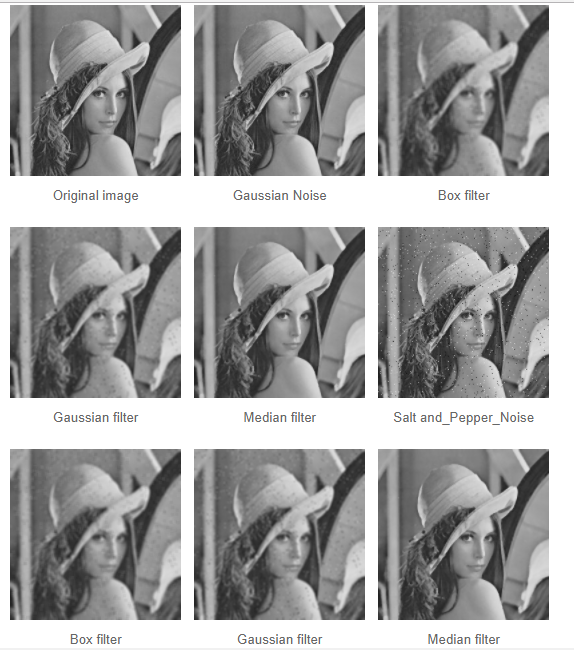 Original image
Gaussian Noise
Box filter
Gaussian filter
Median filter
Salt and_Pepper_Noise
Box filter
Gaussian filter
Median filter